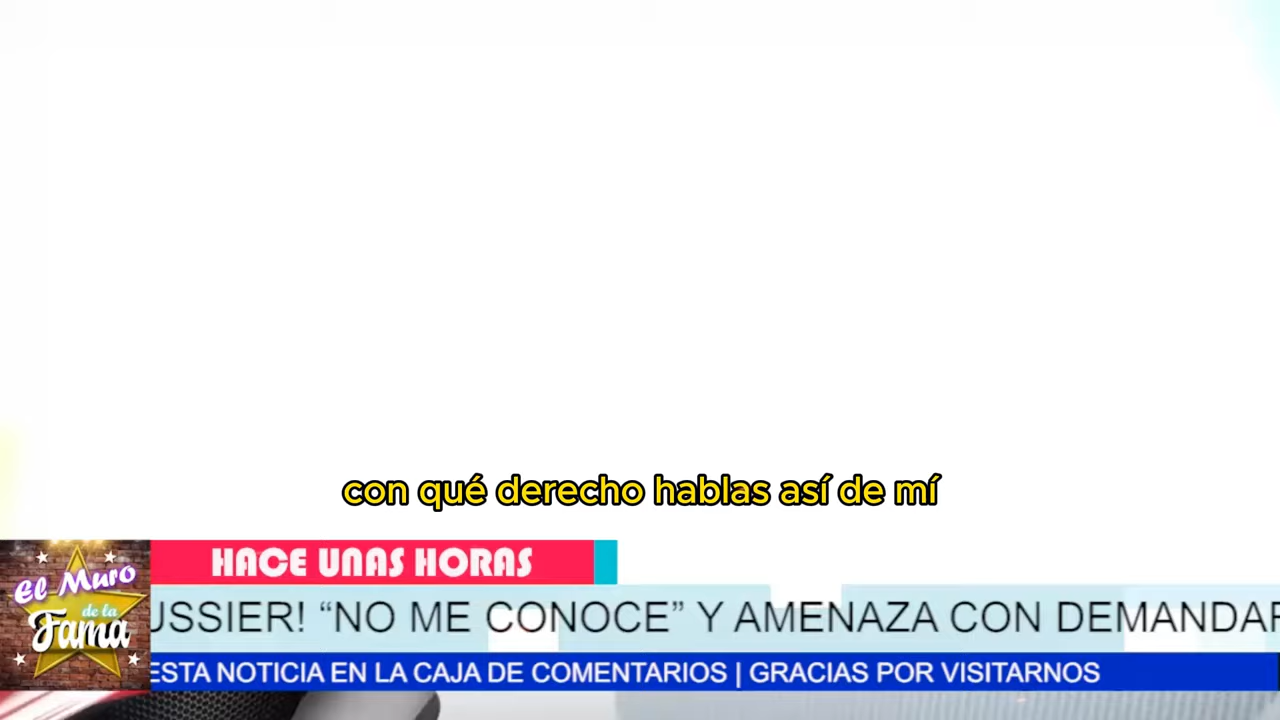 con qué derecho hablas así de mí
HACE UNAS HORAS
El Muro
de la
Fama
USSIER! “NO ME CONOCE” Y AMENAZA CON DEMANDAR
ESTA NOTICIA EN LA CAJA DE COMENTARIOS | GRACIAS POR VISITARNOS